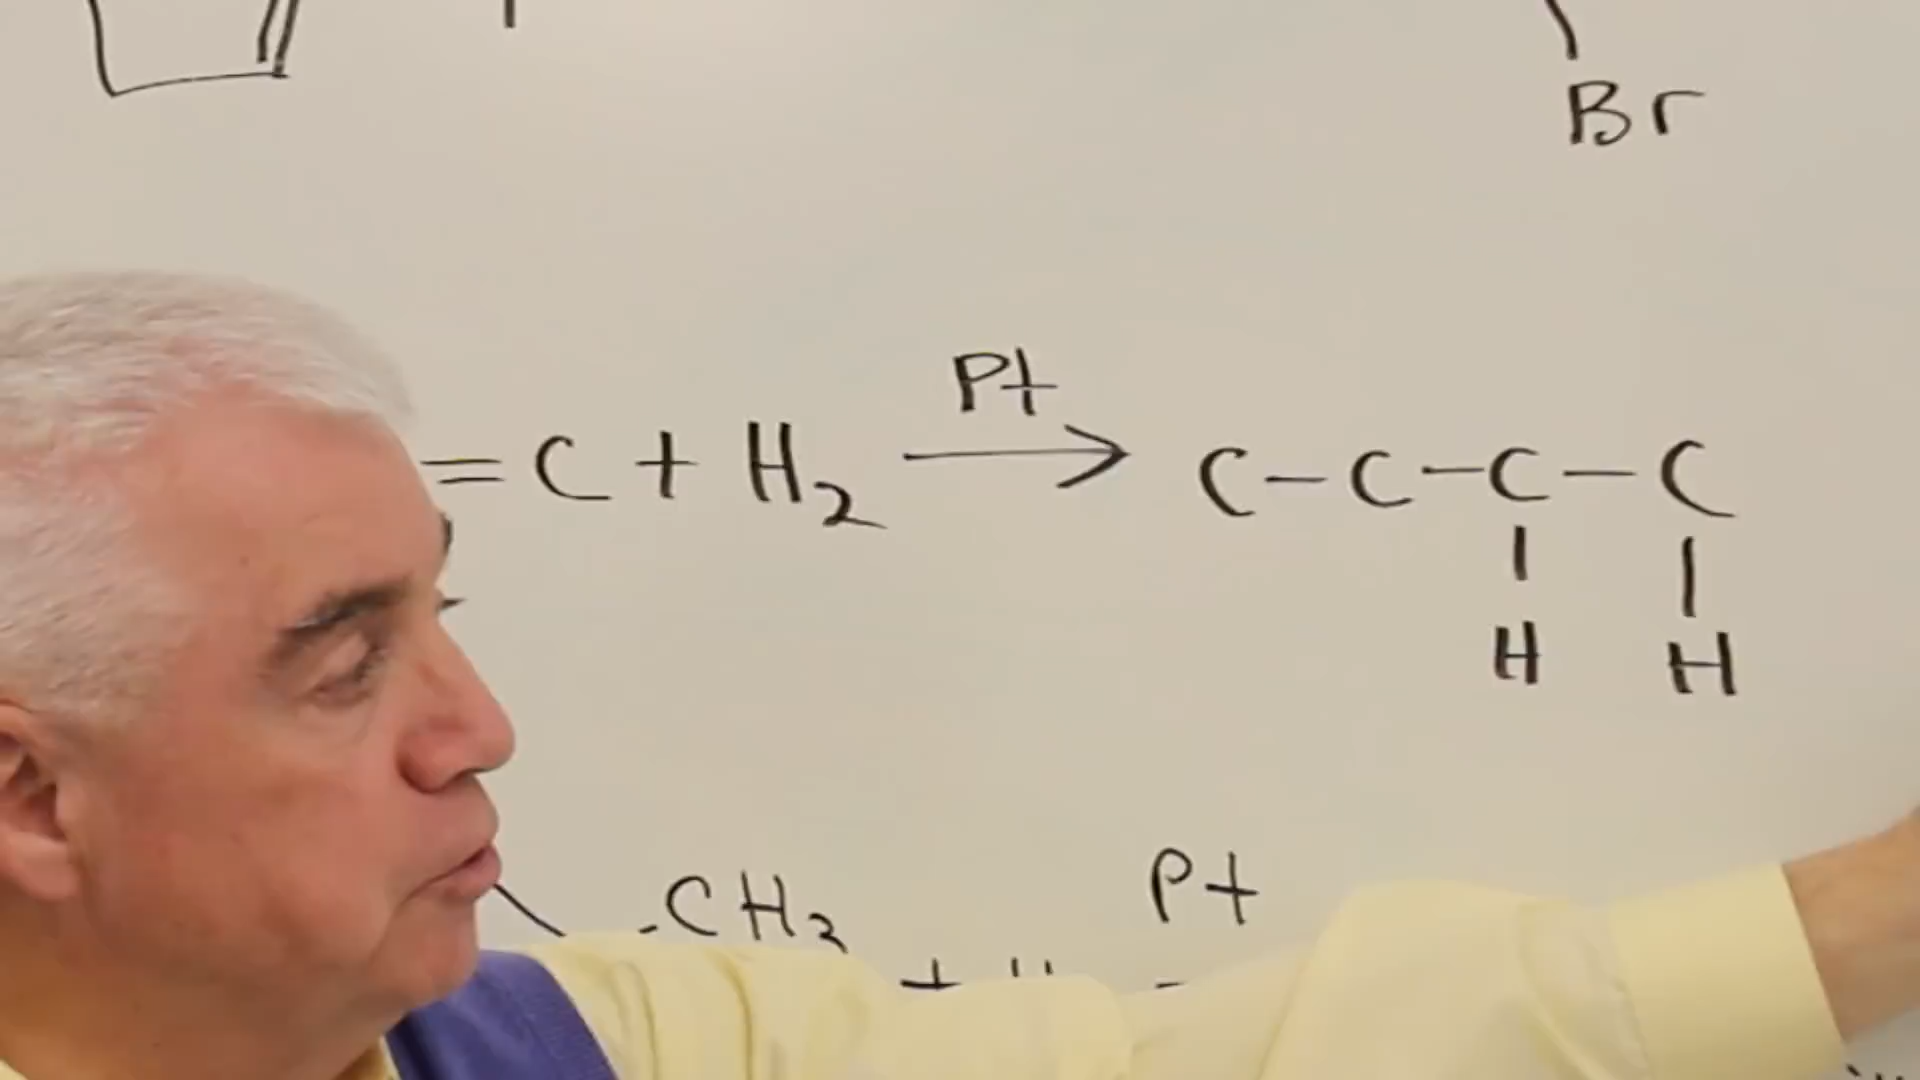 Br
Pt
= C + H2 → C - C - C - C
H H
Pt
- CH3
+